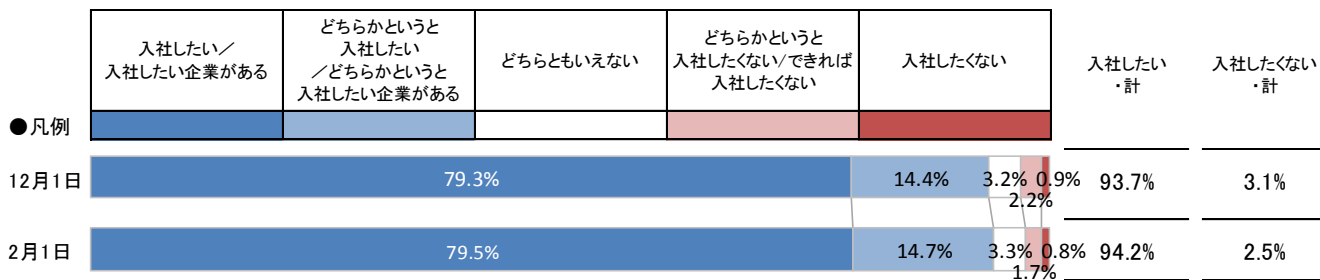 入社したい／
入社したい企業がある
どちらかというと
入社したい
／どちらかというと
入社したい企業がある
どちらともいえない
どちらかというと
入社したくない/できれば
入社したくない
入社したくない
入社したい
・計
入社したくない
・計
●凡例
12月1日
79.3%
14.4%
3.2%
2.2%
0.9%
93.7%
3.1%
2月1日
79.5%
14.7%
3.3%
1.7%
0.8%
94.2%
2.5%